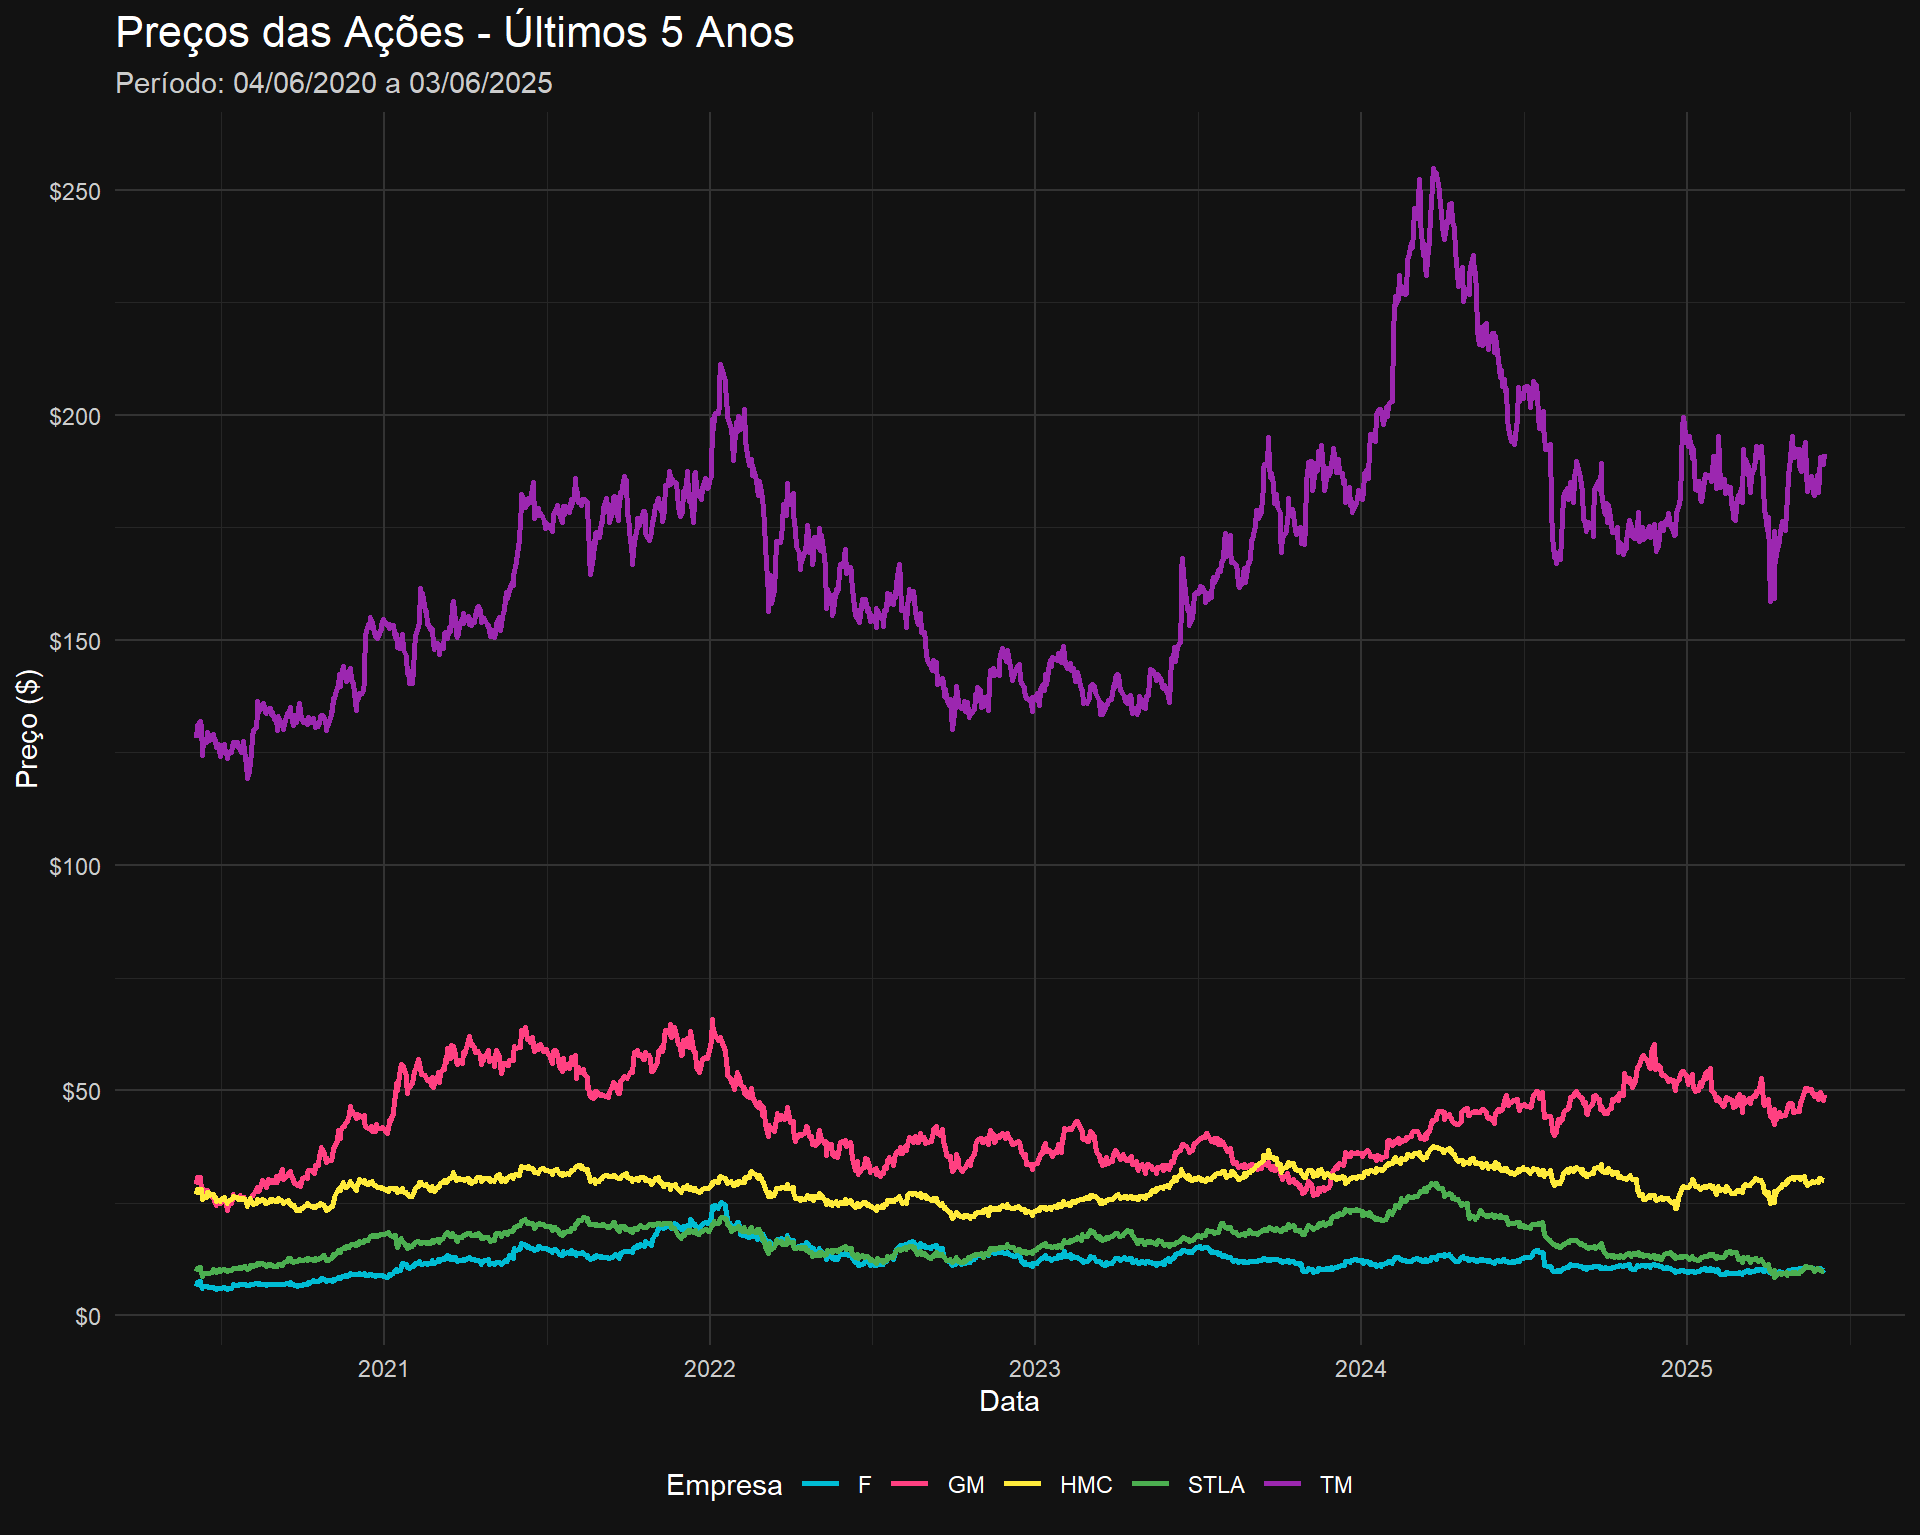 Preços das Ações - Últimos 5 Anos
Período: 04/06/2020 a 03/06/2025
Preço ($)
$250
$200
$150
$100
$50
$0
2021 2022 2023 2024 2025
Data
Empresa F GM HMC STLA TM